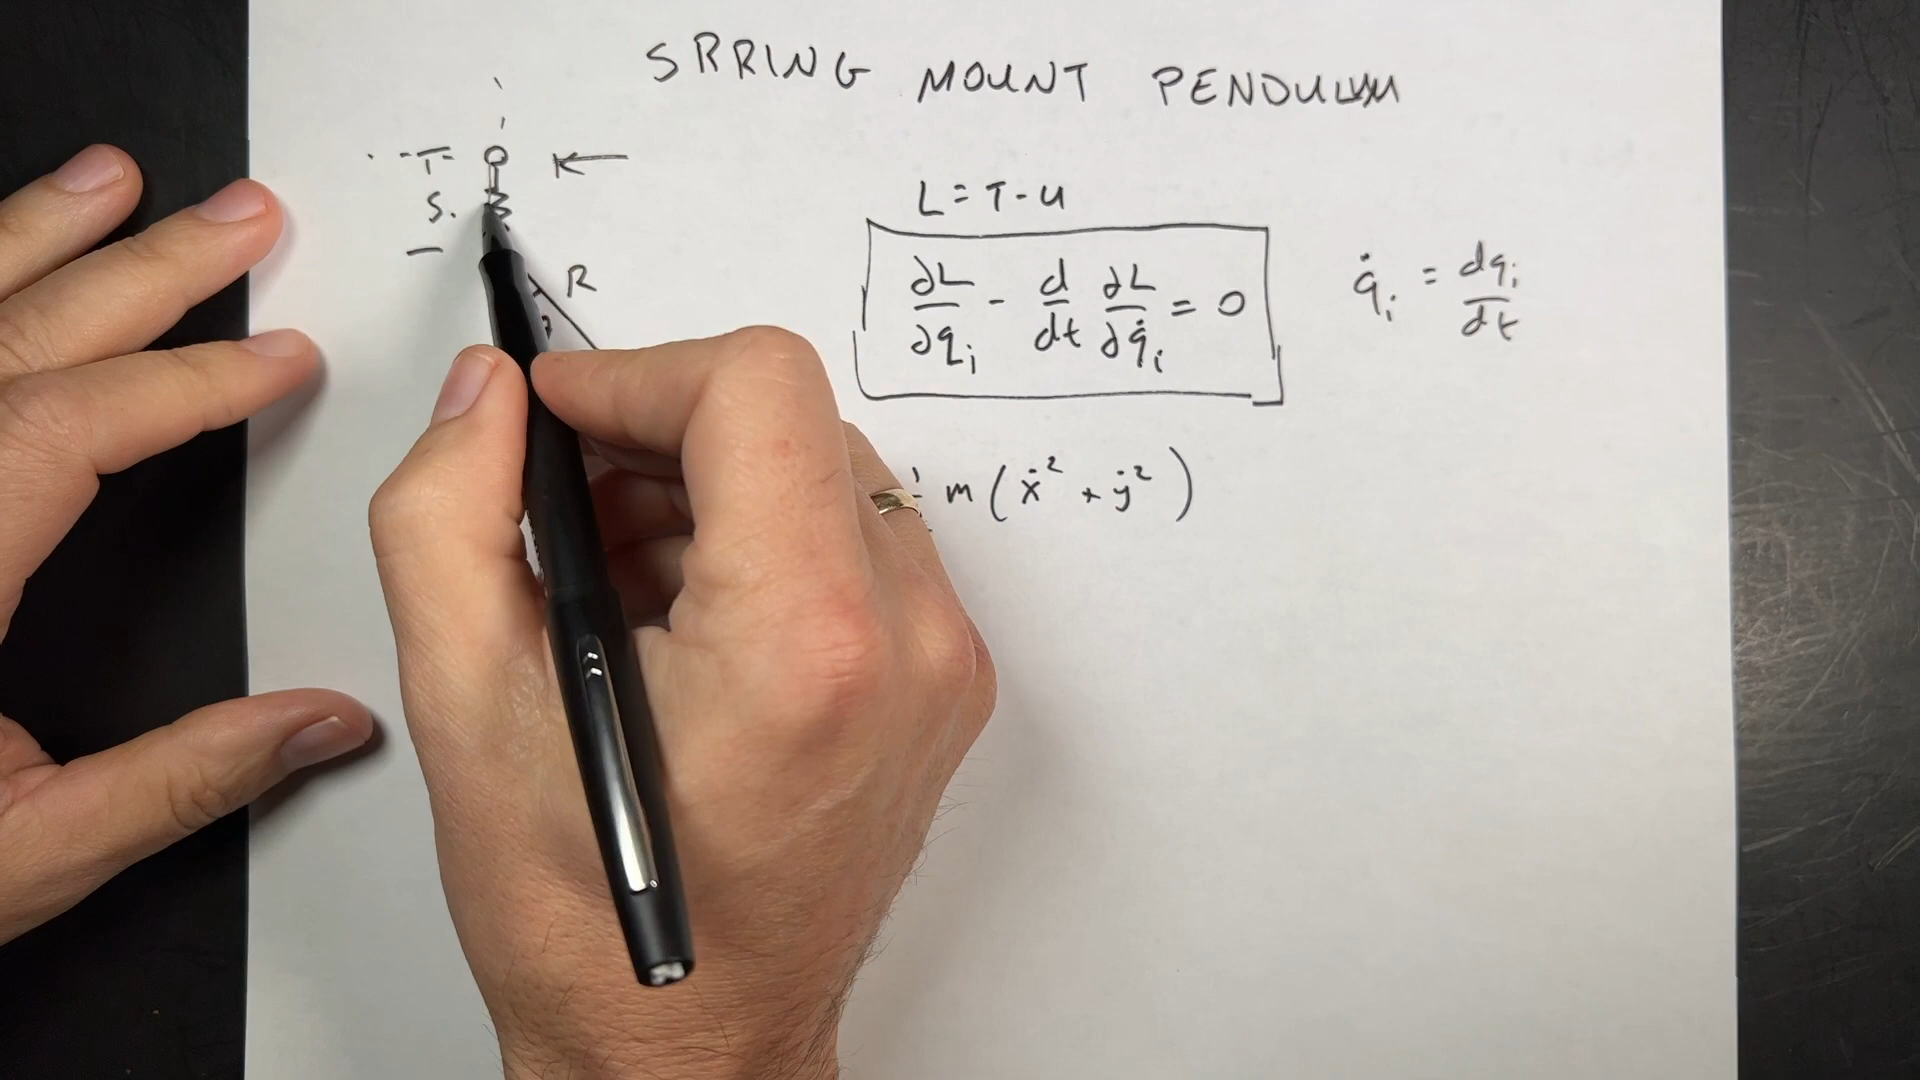 SRRING MOUNT PENDULUM
S.
R
L = T - U
∂L/∂qᵢ - d/dt ∂L/∂q̇ᵢ = 0
q̇ᵢ = dqᵢ/dt
m(ẋ² + ẏ²)